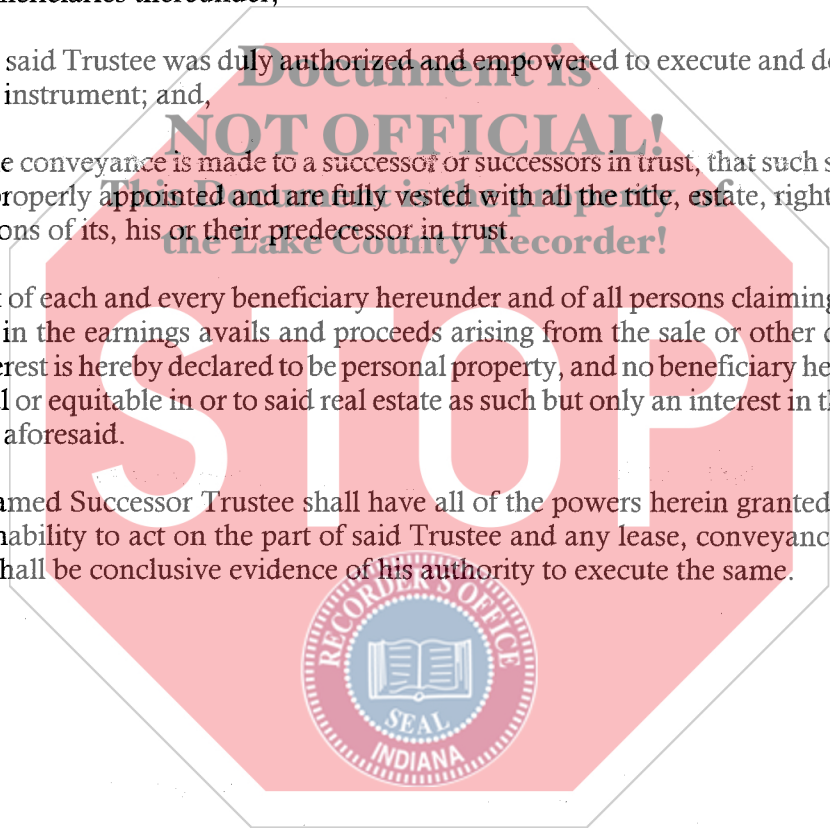 said Trustee was duly authorized and empowered to execute and
instrument; and,
e conveyance is made to a successor or successors in trust, that such s
properly appointed and are fully vested with all the title, estate, right
ons of its, his or their predecessor in trust.
Document is
NOT OFFICIAL!
This Document is the property of
the Lake County Recorder!
of each and every beneficiary hereunder and of all persons claiming
in the earnings avails and proceeds arising from the sale or other
erest is hereby declared to be personal property, and no beneficiary he
l or equitable in or to said real estate as such but only an interest in
aforesaid.
STOP
amed Successor Trustee shall have all of the powers herein granted
nability to act on the part of said Trustee and any lease, conveyanc
hall be conclusive evidence of his authority to execute the same.
RECORDER'S OFFICE
SEAL
INDIANA